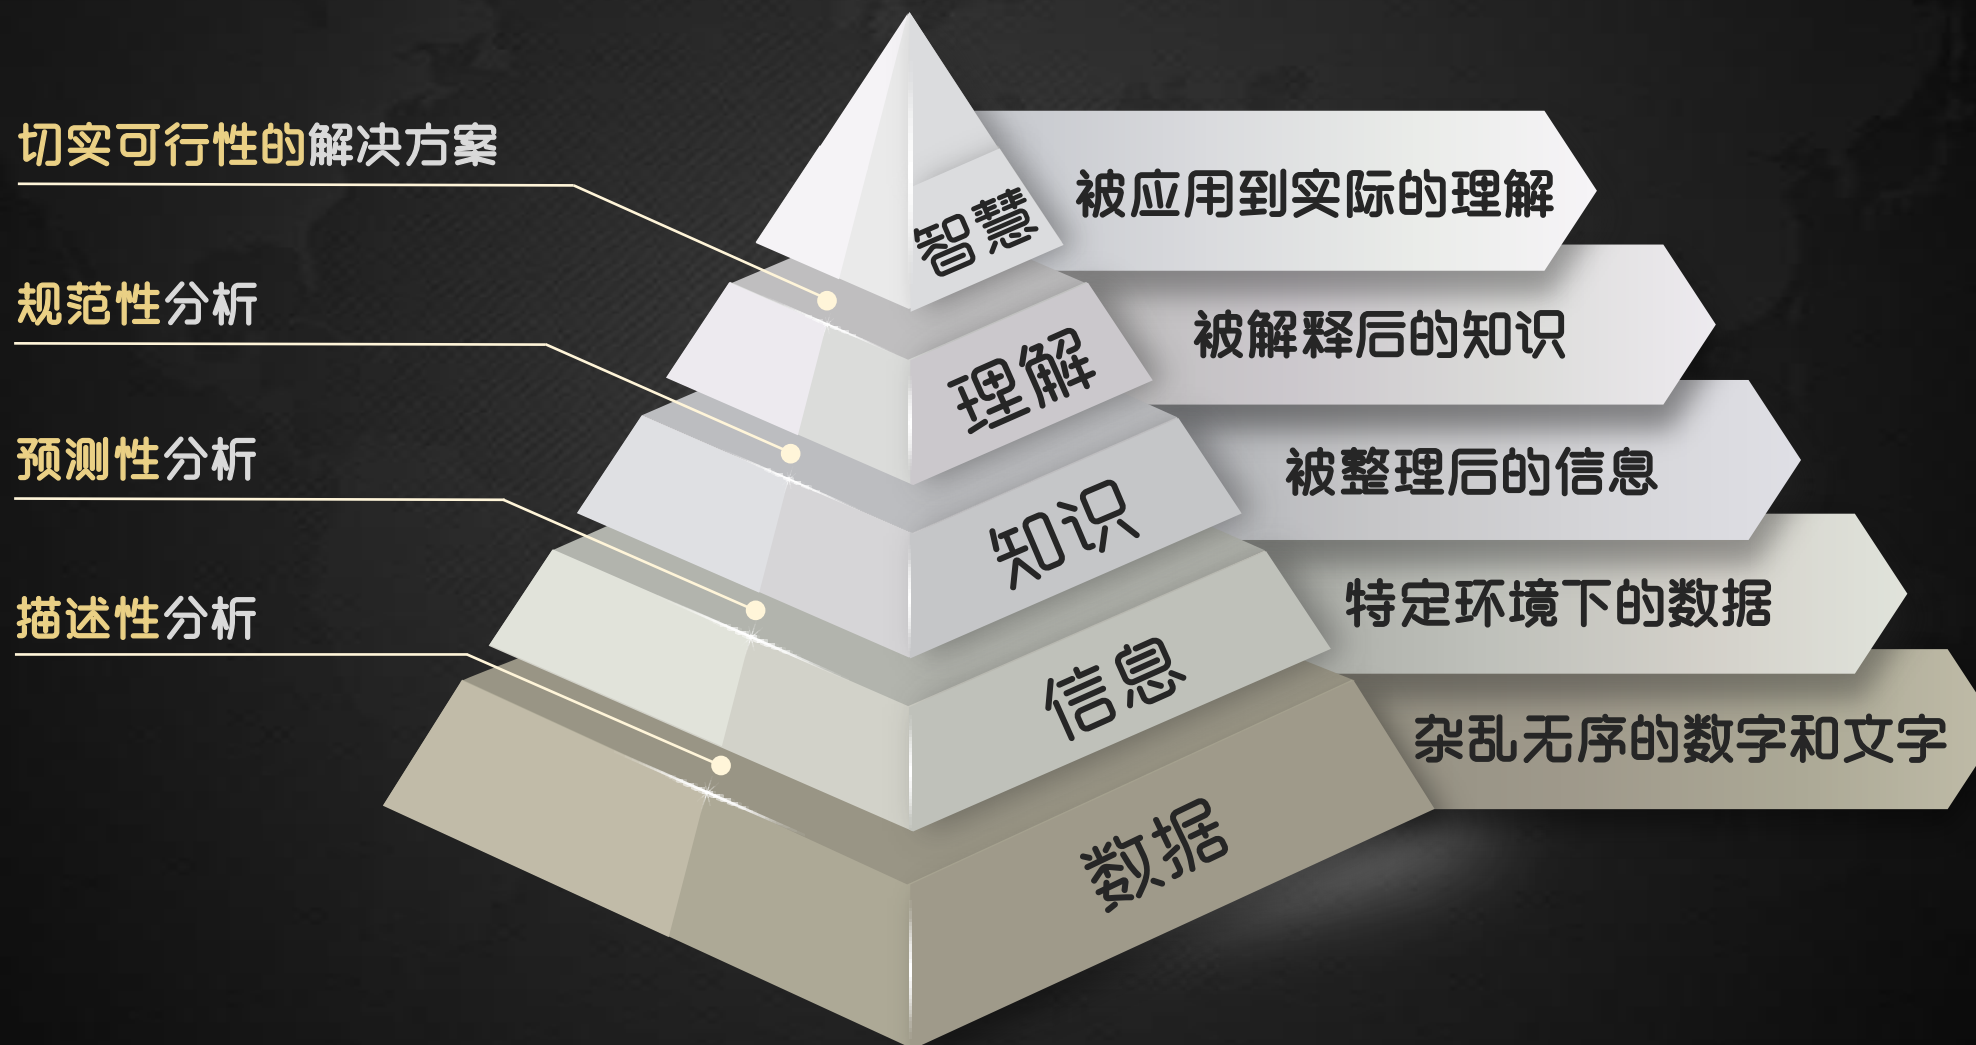 切实可行性的解决方案
智慧
被应用到实际的理解
规范性分析
理解
被解释后的知识
预测性分析
知识
被整理后的信息
描述性分析
信息
特定环境下的数据
数据
杂乱无序的数字和文字